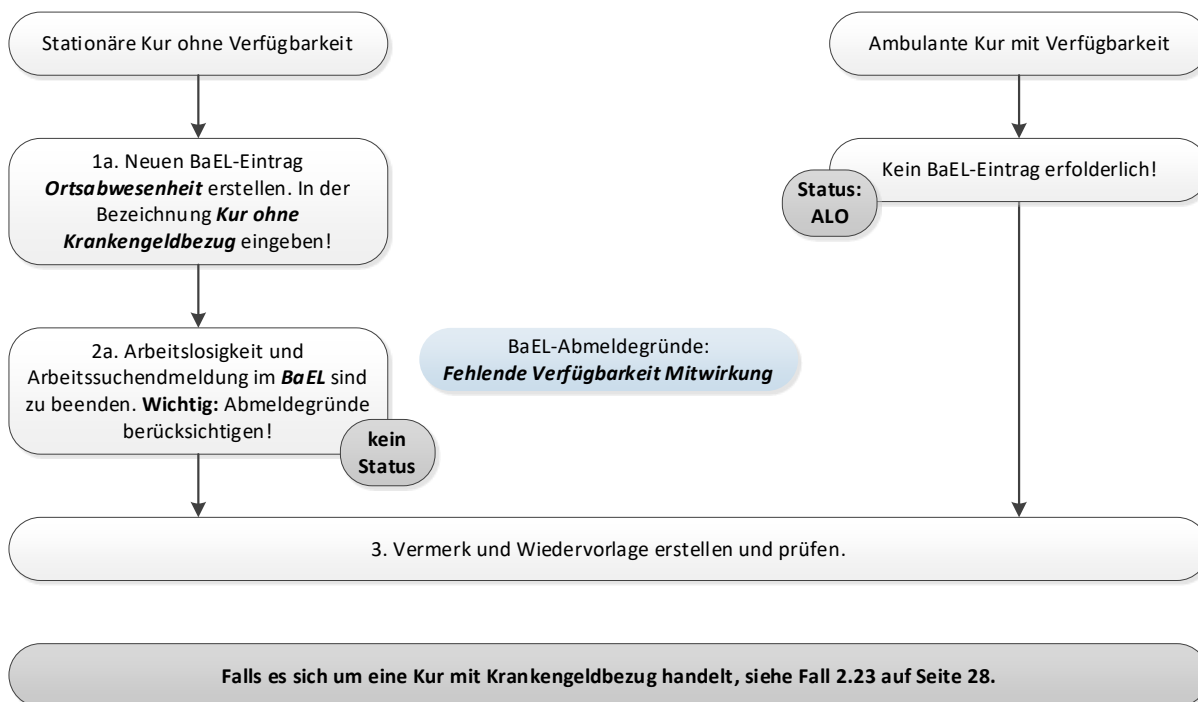 Stationäre Kur ohne Verfügbarkeit
Ambulante Kur mit Verfügbarkeit
1a. Neuen BaEL-Eintrag
Ortsabwesenheit erstellen. In der
Bezeichnung Kur ohne
Krankengeldbezug eingeben!
Kein BaEL-Eintrag erfolderlich!
Status:
ALO
2a. Arbeitslosigkeit und
Arbeitssuchendmeldung im BaEL sind
zu beenden. Wichtig: Abmeldegründe
berücksichtigen!
kein
Status
BaEL-Abmeldegründe:
Fehlende Verfügbarkeit Mitwirkung
3. Vermerk und Wiedervorlage erstellen und prüfen.
Falls es sich um eine Kur mit Krankengeldbezug handelt, siehe Fall 2.23 auf Seite 28.